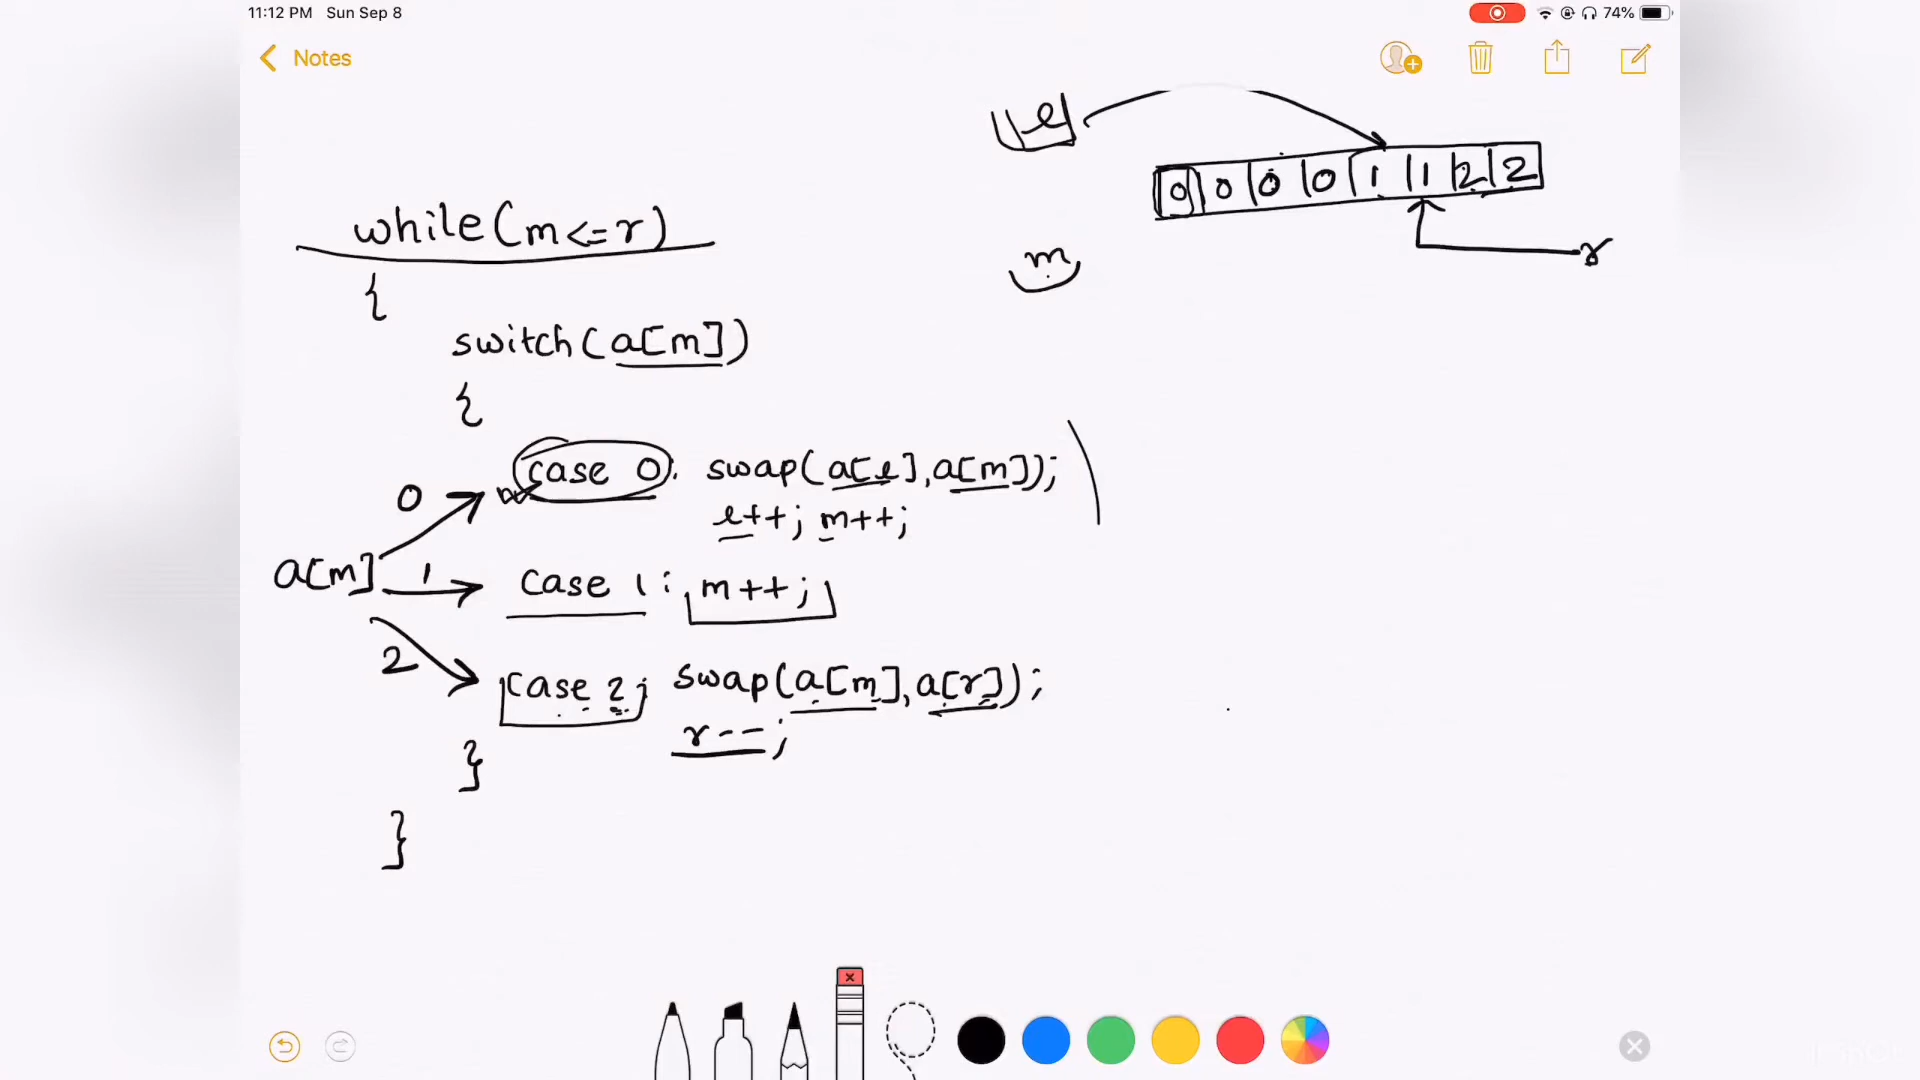 11:12 PM Sun Sep 8
74%
Notes
l
0 0 0 0 1 1 2 2
while(m<=r)
m
r
{
switch(a[m])
{
0
case 0: swap(a[l],a[m]);
l++; m++;
a[m]
1
case 1: m++;
2
case 2; swap(a[m],a[r]);
r--;
}
}